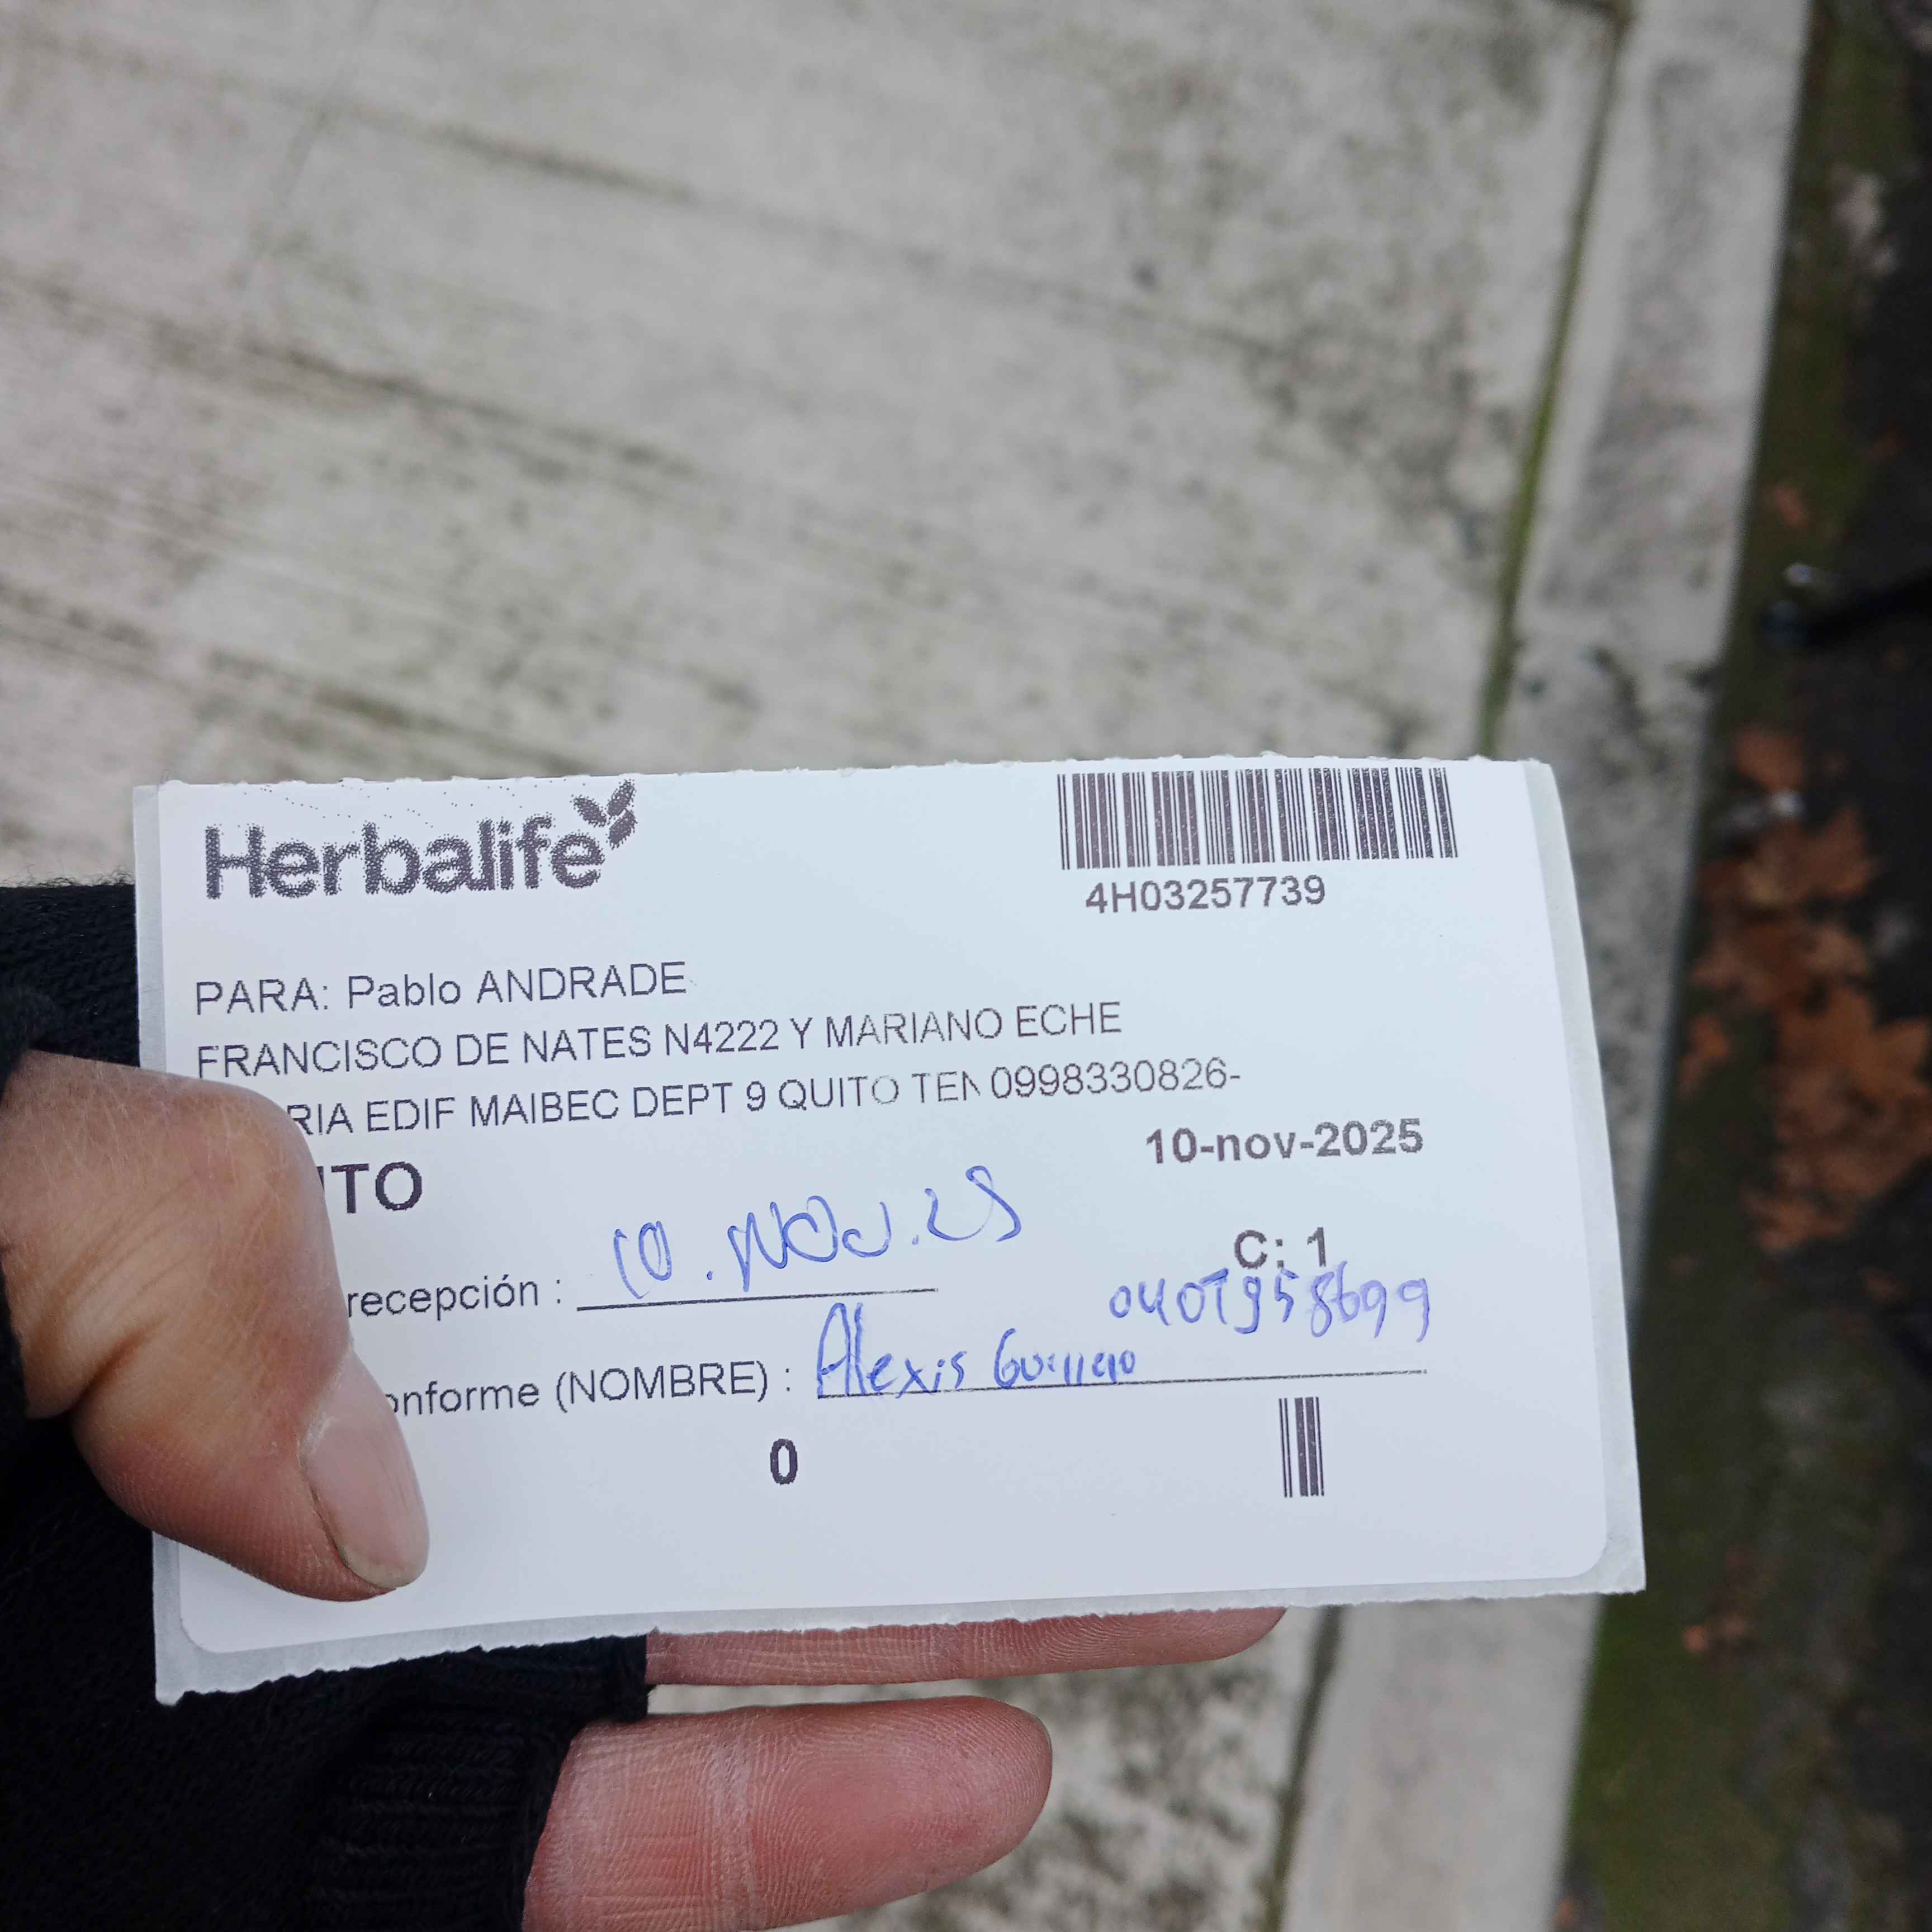 Herbalife
4H03257739
PARA: Pablo ANDRADE
FRANCISCO DE NATES N4222 Y MARIANO ECHE
RIA EDIF MAIBEC DEPT 9 QUITO TEN 0998330826-
10-nov-2025
ITO
C: 1
recepción : 10. NOV. 25
0401958699
onforme (NOMBRE) : Alexis
0